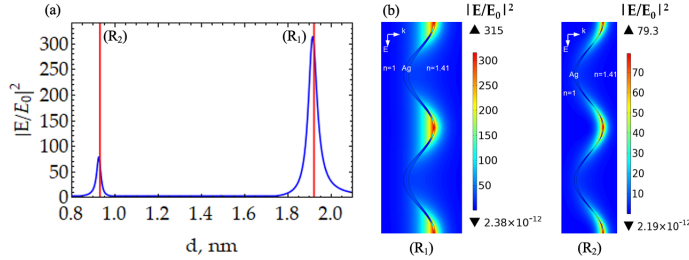 (a)
(R₂)
(R₁)
|E/E₀|²
300
250
200
150
100
50
0
0.8 1.0 1.2 1.4 1.6 1.8 2.0
d, nm
(b)
|E/E₀|²
▲ 315
k
E
n=1 Ag n=1.41
300
250
200
150
100
50
▼ 2.38×10⁻¹²
(R₁)
|E/E₀|²
▲ 79.3
k
E
Ag n=1.41
n=1
70
60
50
40
30
20
10
▼ 2.19×10⁻¹²
(R₂)